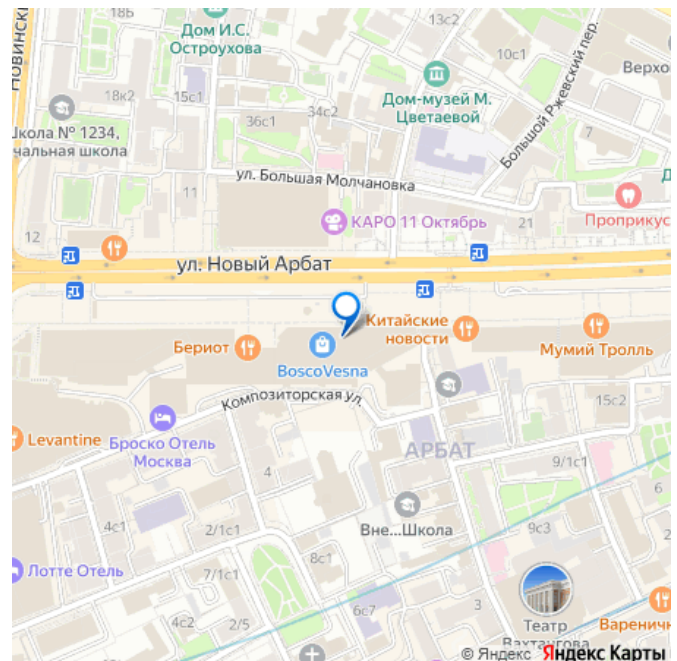 Новинский
18Б
Дом И.С.
Остроухова
13с2
10с1
Верхо
18к2
15с1
34с2
36с1
Дом-музей М.
Цветаевой
Большой Ржевский пер.
7
Школа № 1234,
чальная школа
ул. Большая Молчановка
11
КАРО 11 Октябрь
21
Проприкус
12
ул. Новый Арбат
Китайские
новости
Бериот
BoscoVesna
Мумий Тролль
Композиторская ул.
15с2
Levantine
Броско Отель
Москва
АРБАТ
4
9/1с1
6
4с1
2/1с1
Вне...Школа
9с3
2
8с1
Лотте Отель
7/1с1
6с7
4с2
2/5
3
Театр
Вахтангова
Вареничн
© Яндекс Яндекс Карты